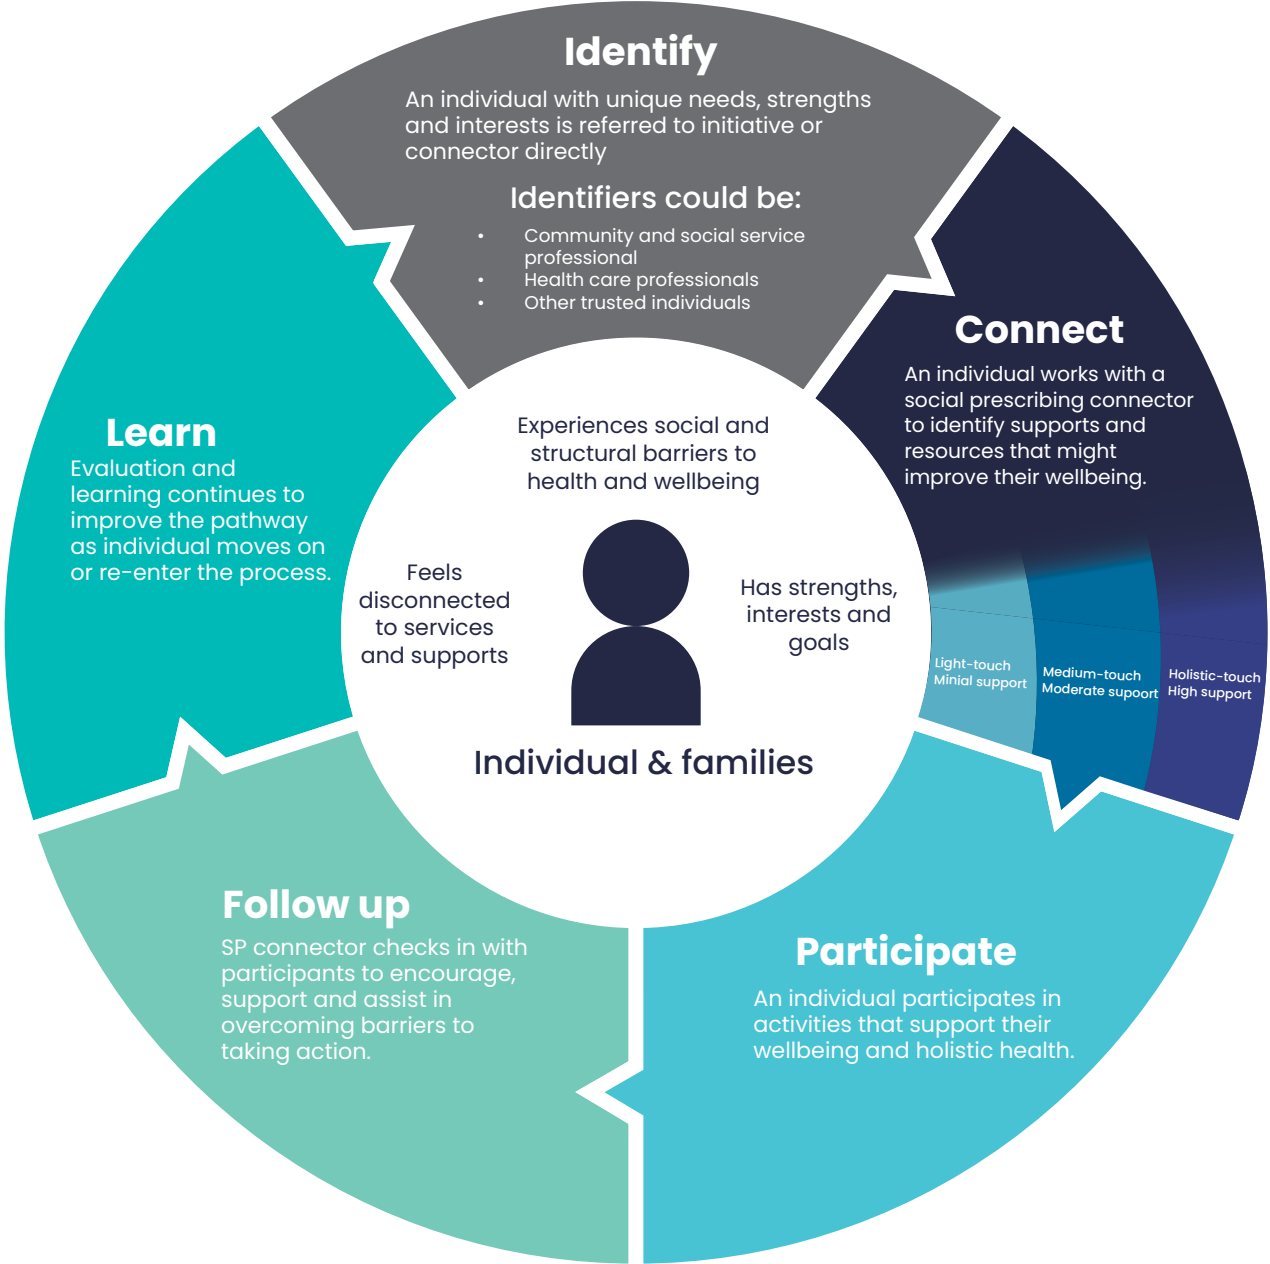 Identify
An individual with unique needs, strengths
and interests is referred to initiative or
connector directly
Identifiers could be:
• Community and social service
professional
• Health care professionals
• Other trusted individuals
Connect
An individual works with a
social prescribing connector
to identify supports and
resources that might
improve their wellbeing.
Light-touch
Minial support
Medium-touch
Moderate suport
Holistic-touch
High support
Participate
An individual participates in
activities that support their
wellbeing and holistic health.
Follow up
SP connector checks in with
participants to encourage,
support and assist in
overcoming barriers to
taking action.
Learn
Evaluation and
learning continues to
improve the pathway
as individual moves on
or re-enter the process.
Experiences social and
structural barriers to
health and wellbeing
Feels
disconnected
to services
and supports
Has strengths,
interests and
goals
Individual & families